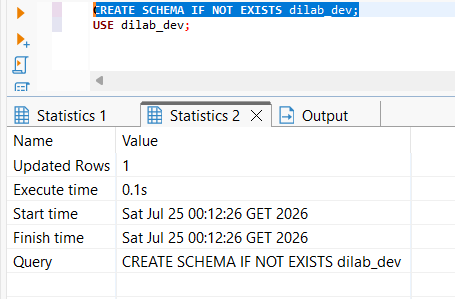 CREATE SCHEMA IF NOT EXISTS dilab_dev;
USE dilab_dev;
Statistics 1 Statistics 2 Output
Name Value
Updated Rows 1
Execute time 0.1s
Start time Sat Jul 25 00:12:26 GET 2026
Finish time Sat Jul 25 00:12:26 GET 2026
Query CREATE SCHEMA IF NOT EXISTS dilab_dev